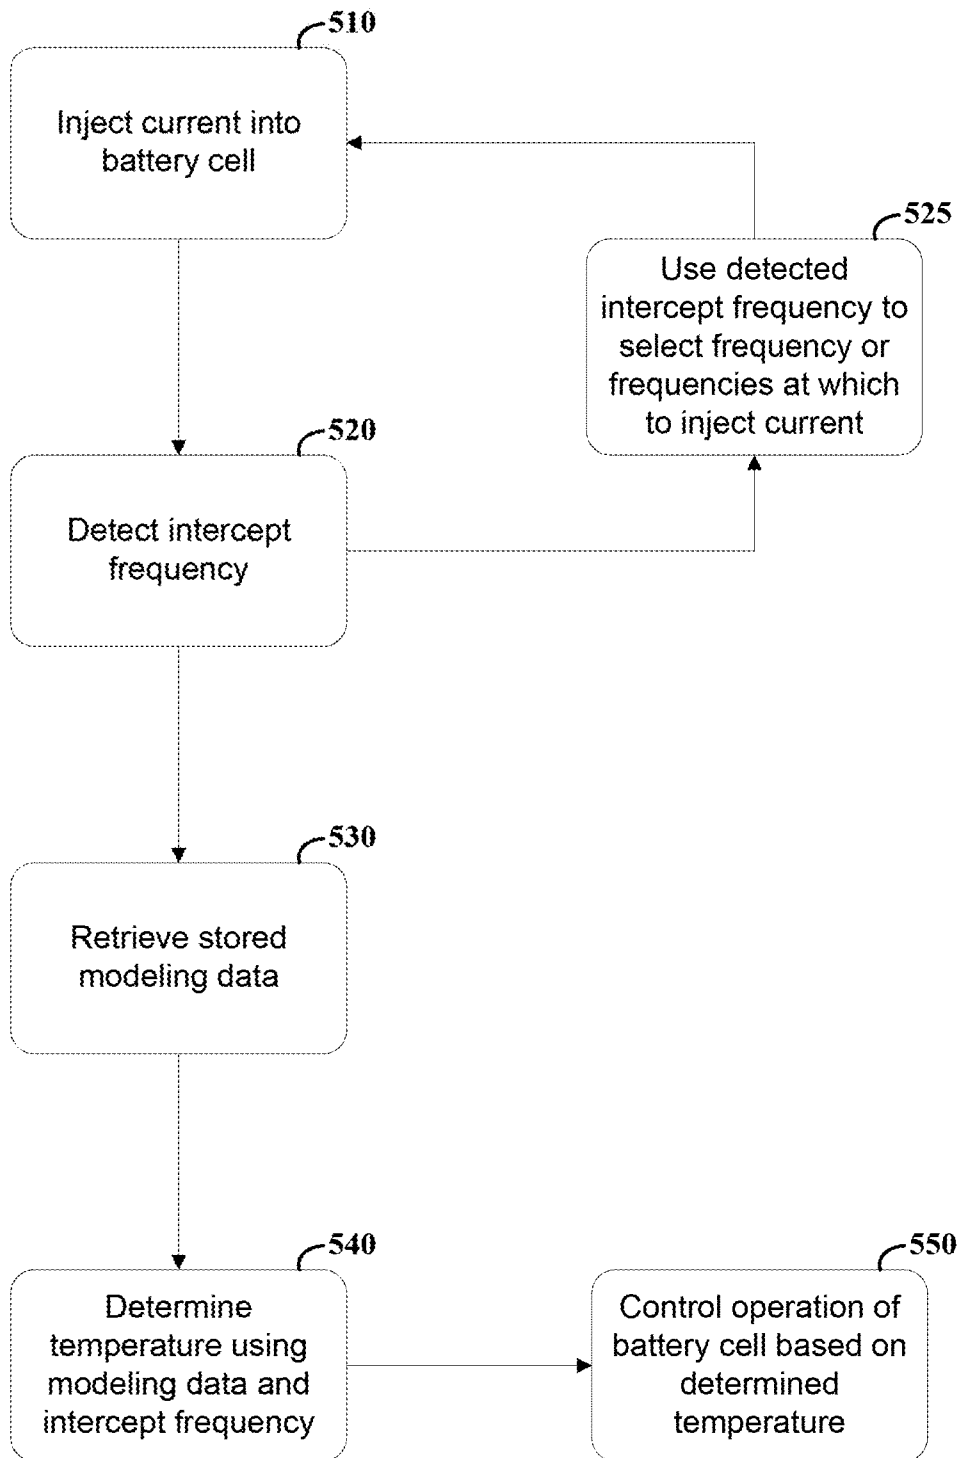 510
Inject current into
battery cell
525
Use detected
intercept frequency to
select frequency or
frequencies at which
to inject current
520
Detect intercept
frequency
530
Retrieve stored
modeling data
540
Determine
temperature using
modeling data and
intercept frequency
550
Control operation of
battery cell based on
determined
temperature